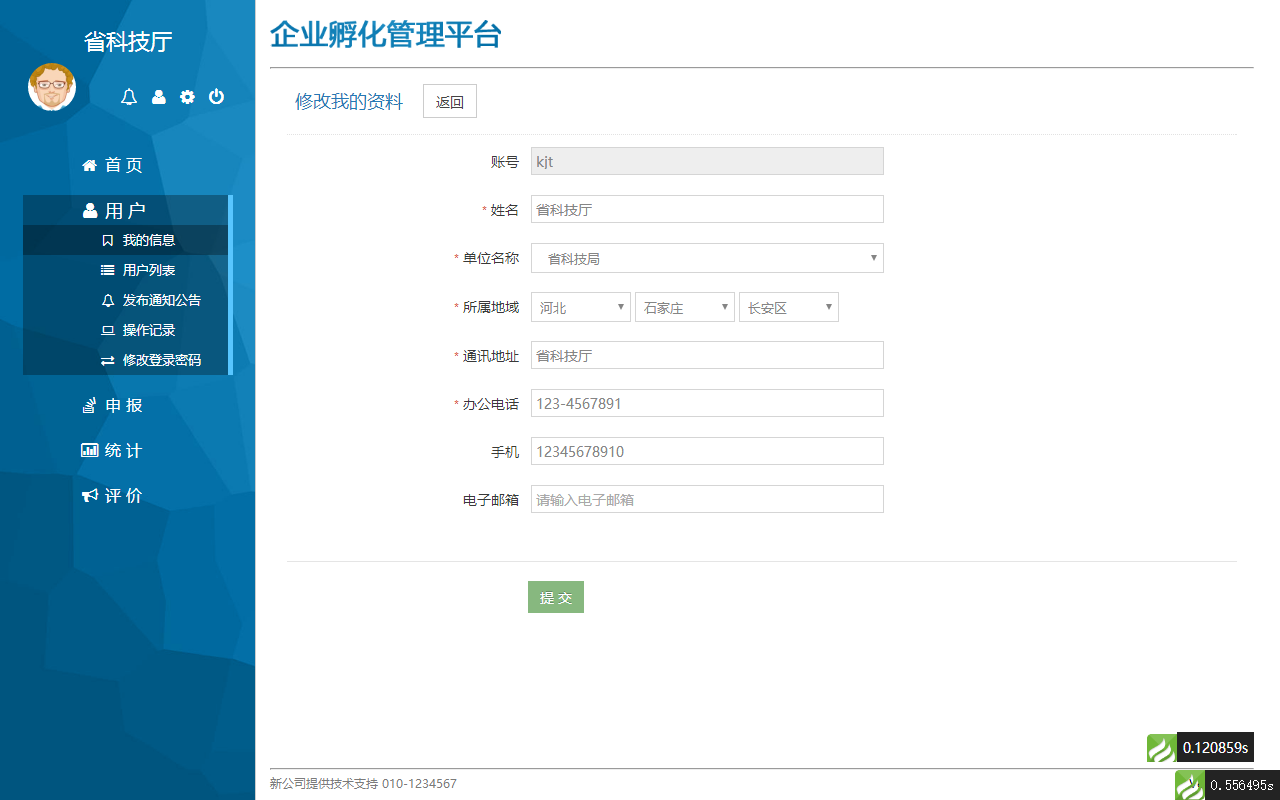 省科技厅
首 页
用 户
我的信息
用户列表
发布通知公告
操作记录
修改登录密码
申 报
统 计
评 价
企业孵化管理平台
修改我的资料 返回
账号 kjt
* 姓名 省科技厅
* 单位名称 省科技局
* 所属地域 河北 石家庄 长安区
* 通讯地址 省科技厅
* 办公电话 123-4567891
手机 12345678910
电子邮箱 请输入电子邮箱
提 交
0.120859s
新公司提供技术支持 010-1234567
0.556495s